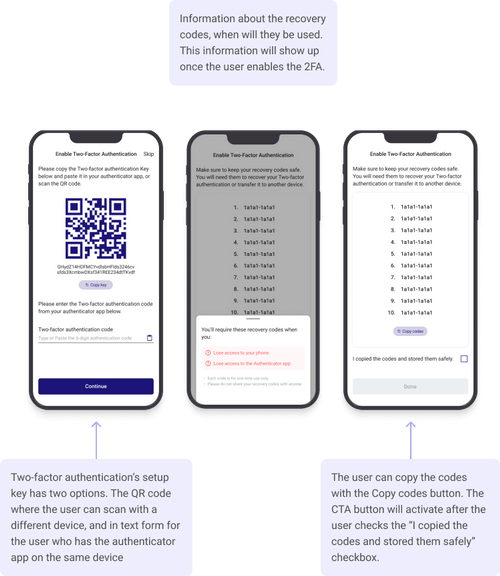 Information about the recovery
codes, when will they be used.
This information will show up
once the user enables the 2FA.
Enable Two-Factor Authentication
Skip
Please copy the Two-factor authentication Key
below and paste it in your authenticator app, or
scan the QR code.
Copy key
Please enter the Two-factor authentication code
from your authenticator app below.
Two-factor authentication code
Type or Paste the 6-digit authentication code
Continue
Enable Two-Factor Authentication
Make sure to keep your recovery codes safe.
You will need them to recover your Two-factor
authentication or transfer it to another device.
1. 1a1a1-1a1a1
2. 1a1a1-1a1a1
3. 1a1a1-1a1a1
4. 1a1a1-1a1a1
5. 1a1a1-1a1a1
6. 1a1a1-1a1a1
7. 1a1a1-1a1a1
8. 1a1a1-1a1a1
9. 1a1a1-1a1a1
10. 1a1a1-1a1a1
You'll require these recovery codes when
you:
Lose access to your phone
Lose access to the Authenticator app
Each code is for one-time use only.
Please do not share your recovery codes with anyone.
Enable Two-Factor Authentication
Make sure to keep your recovery codes safe.
You will need them to recover your Two-factor
authentication or transfer it to another device.
1. 1a1a1-1a1a1
2. 1a1a1-1a1a1
3. 1a1a1-1a1a1
4. 1a1a1-1a1a1
5. 1a1a1-1a1a1
6. 1a1a1-1a1a1
7. 1a1a1-1a1a1
8. 1a1a1-1a1a1
9. 1a1a1-1a1a1
10. 1a1a1-1a1a1
Copy codes
I copied the codes and stored them safely.
Done
Two-factor authentication's setup
key has two options. The QR code
where the user can scan with a
different device, and in text form for
the user who has the authenticator
app on the same device
The user can copy the codes
with the Copy codes button. The
CTA button will activate after the
user checks the “I copied the
codes and stored them safely”
checkbox.